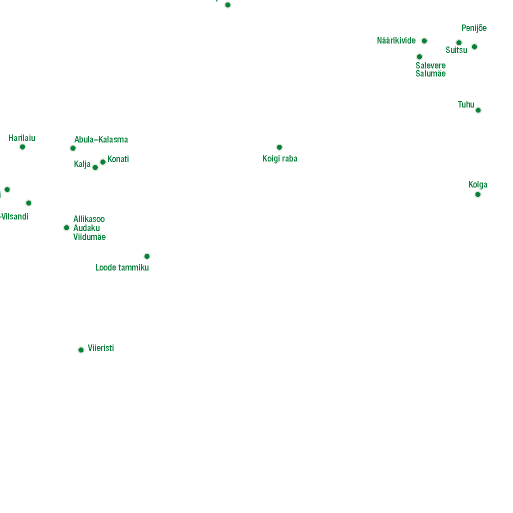 Penijõe
Näärikivide
Suitsu
Salevere
Salumäe
Tuhu
Harilaiu
Abula–Kalasma
Konati
Kalja
Koigi raba
Kolga
-Vilsandi
Allikasoo
Audaku
Viidumäe
Loode tammiku
Viieristi